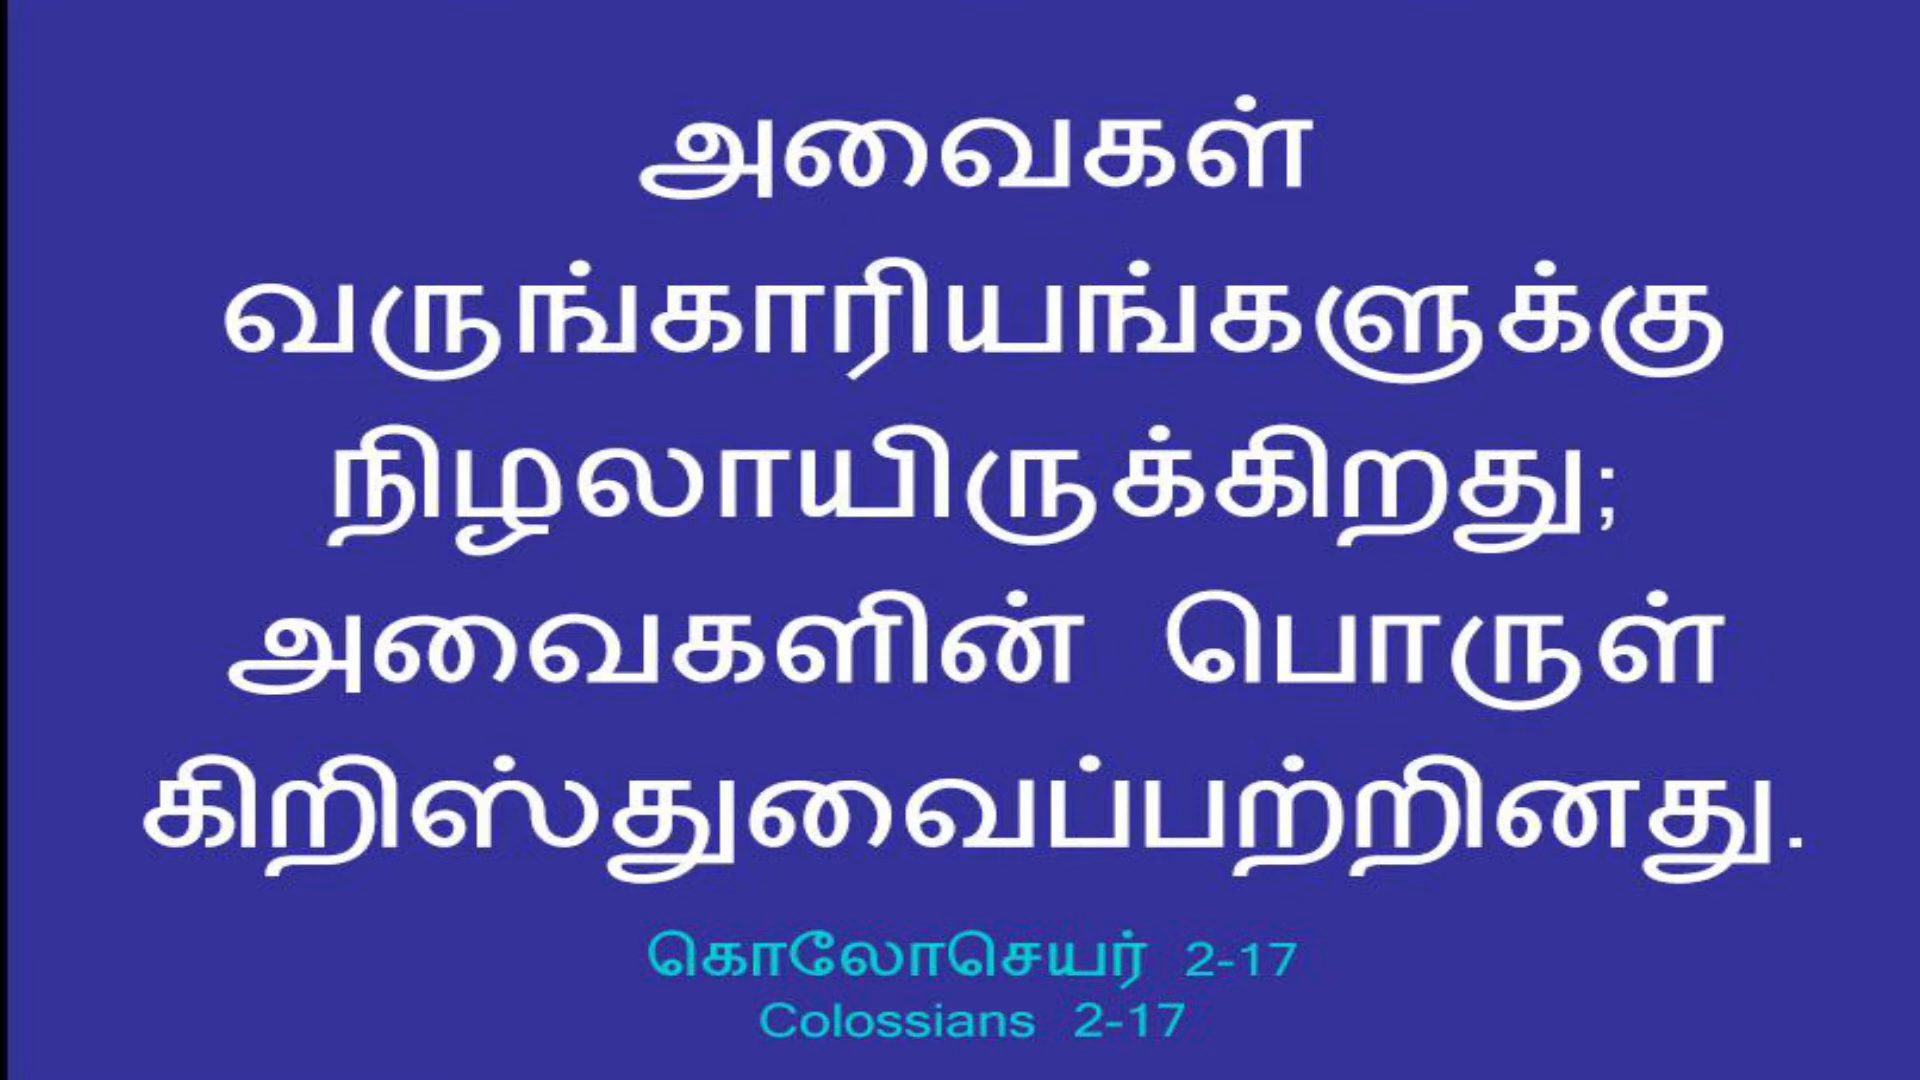 அவைகள்
வருங்காரியங்களுக்கு
நிழலாயிருக்கிறது;
அவைகளின் பொருள்
கிறிஸ்துவைப்பற்றினது.
கொலோசெயர் 2-17
Colossians 2-17